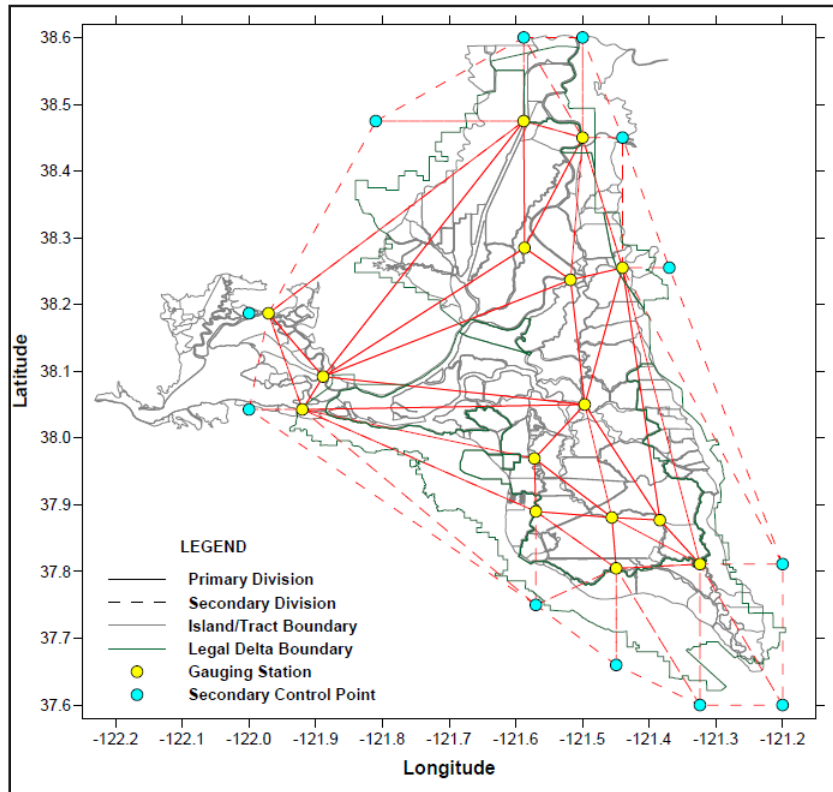 38.6
38.5
38.4
38.3
38.2
38.1
38.0
37.9
37.8
37.7
37.6
Latitude
LEGEND
Primary Division
Secondary Division
Island/Tract Boundary
Legal Delta Boundary
Gauging Station
Secondary Control Point
-122.2 -122.1 -122.0 -121.9 -121.8 -121.7 -121.6 -121.5 -121.4 -121.3 -121.2
Longitude